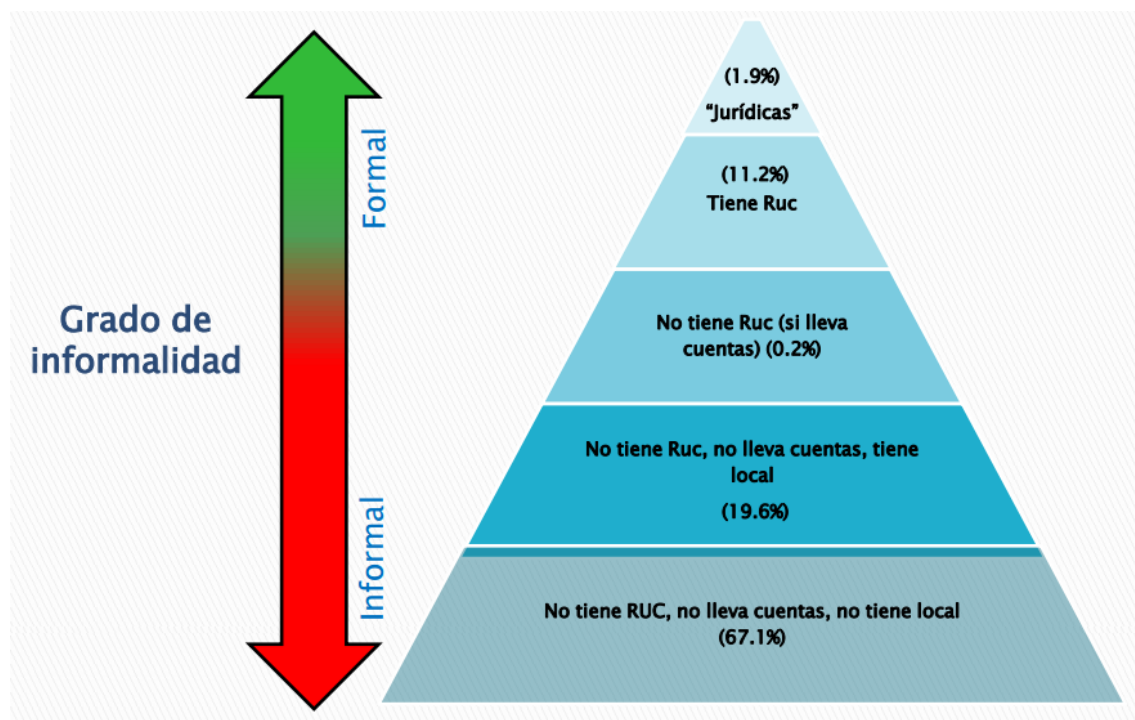 (1.9%)
“Jurídicas”
(11.2%)
Tiene Ruc
No tiene Ruc (si lleva
cuentas) (0.2%)
No tiene Ruc, no lleva cuentas, tiene
local
(19.6%)
No tiene RUC, no lleva cuentas, no tiene local
(67.1%)
Formal
Informal
Grado de
informalidad